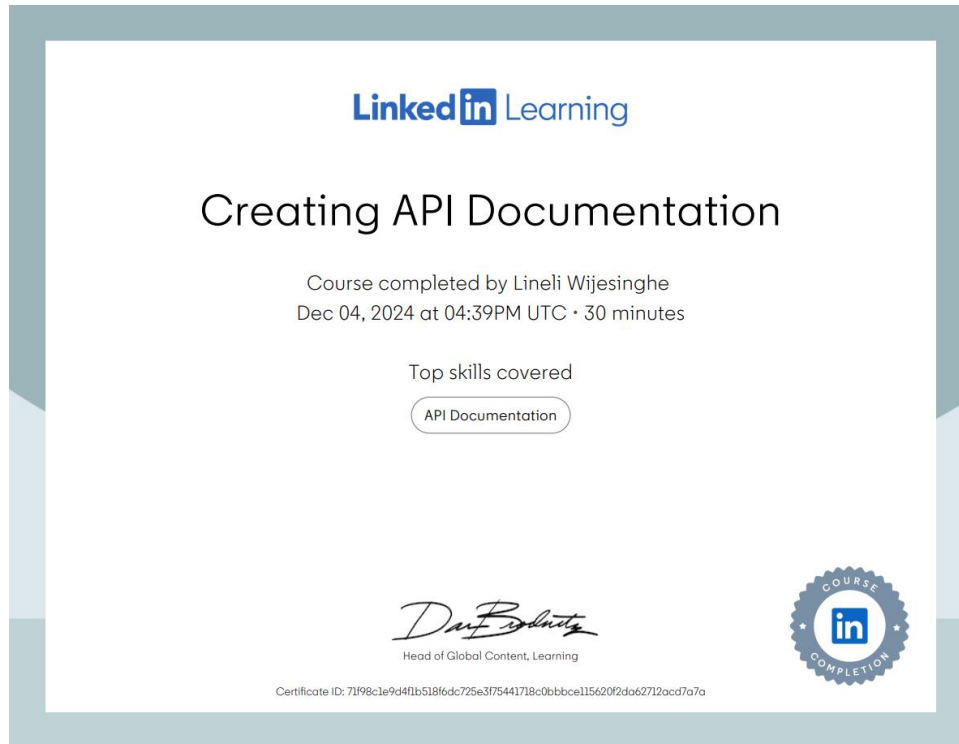 Linked in Learning
Creating API Documentation
Course completed by Lineli Wijesinghe
Dec 04, 2024 at 04:39PM UTC • 30 minutes
Top skills covered
API Documentation
Head of Global Content, Learning
COURSE
in
COMPLETION
Certificate ID: 71f98c1e9d4f1b518f6dc725e3f75441718c0bbbce115620f2da62712acd7a7a